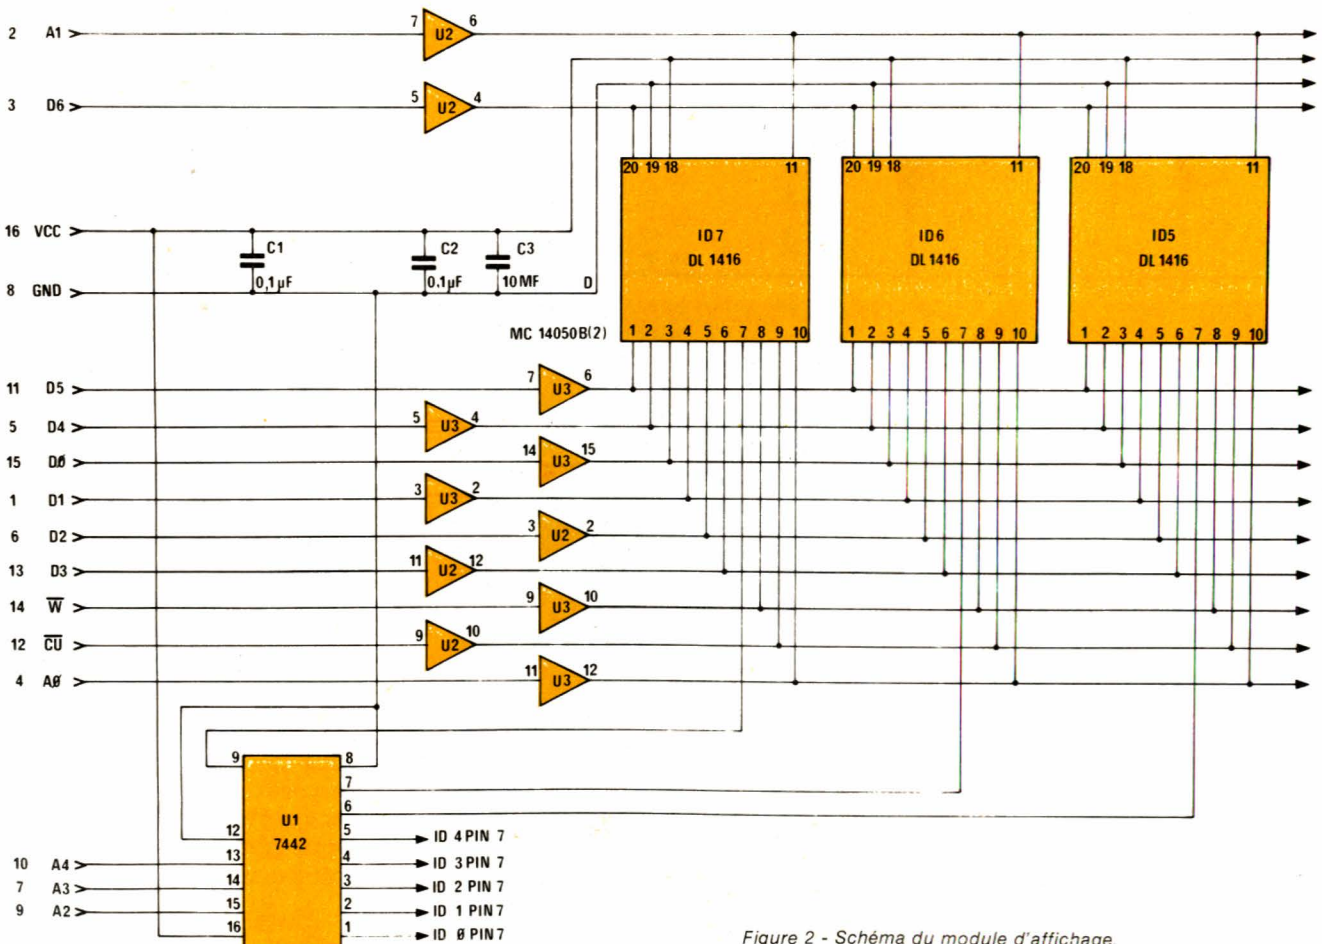 2 A1 > 7 U2 6
3 D6 > 5 U2 4
20 19 18 11
20 19 18 11
20 19 18 11
ID7
DL 1416
ID6
DL 1416
ID5
DL 1416
16 VCC >
C1
0,1µF
C2
0.1µF
C3
10MF
D
8 GND >
MC 14050B(2)
1 2 3 4 5 6 7 8 9 10
1 2 3 4 5 6 7 8 9 10
1 2 3 4 5 6 7 8 9 10
11 D5 > 7 U3 6
5 D4 > 5 U3 4
15 DØ > 14 U3 15
1 D1 > 3 U3 2
6 D2 > 3 U2 2
13 D3 > 11 U2 12
14 W̅ > 9 U3 10
12 C̅U̅ > 9 U2 10
4 AØ > 11 U3 12
9 8
7
6
U1
7442
12 5 ID 4 PIN 7
10 A4 > 13 4 ID 3 PIN 7
7 A3 > 14 3 ID 2 PIN 7
9 A2 > 15 2 ID 1 PIN 7
16 1 ID Ø PIN 7
Figure 2 - Schéma du module d'affichage.